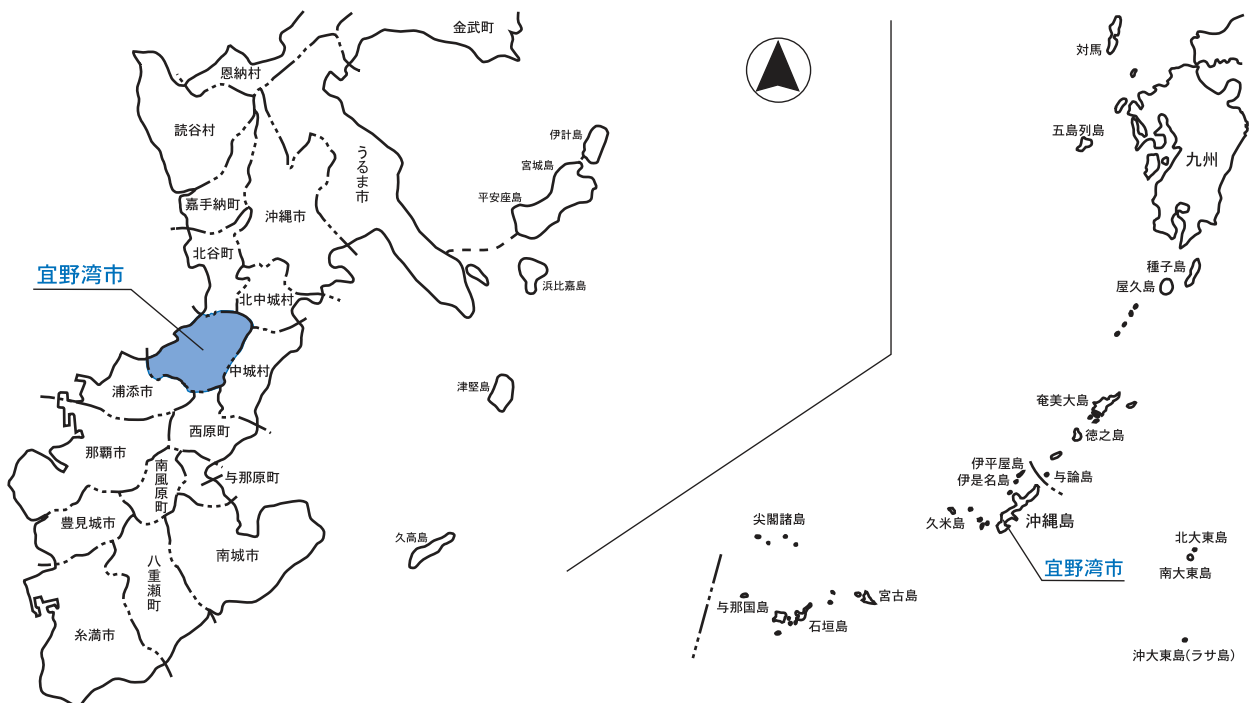 金武町
恩納村
読谷村
うるま市
伊計島
宮城島
平安座島
嘉手納町
沖縄市
北谷町
宜野湾市
浜比嘉島
北中城村
中城村
浦添市
津堅島
西原町
那覇市
南風原町
与那原町
豊見城市
久高島
南城市
八重瀬町
糸満市
対馬
五島列島
九州
種子島
屋久島
奄美大島
徳之島
伊平屋島
伊是名島
与論島
久米島
沖縄島
尖閣諸島
北大東島
宜野湾市
南大東島
与那国島
宮古島
石垣島
沖大東島(ラサ島)